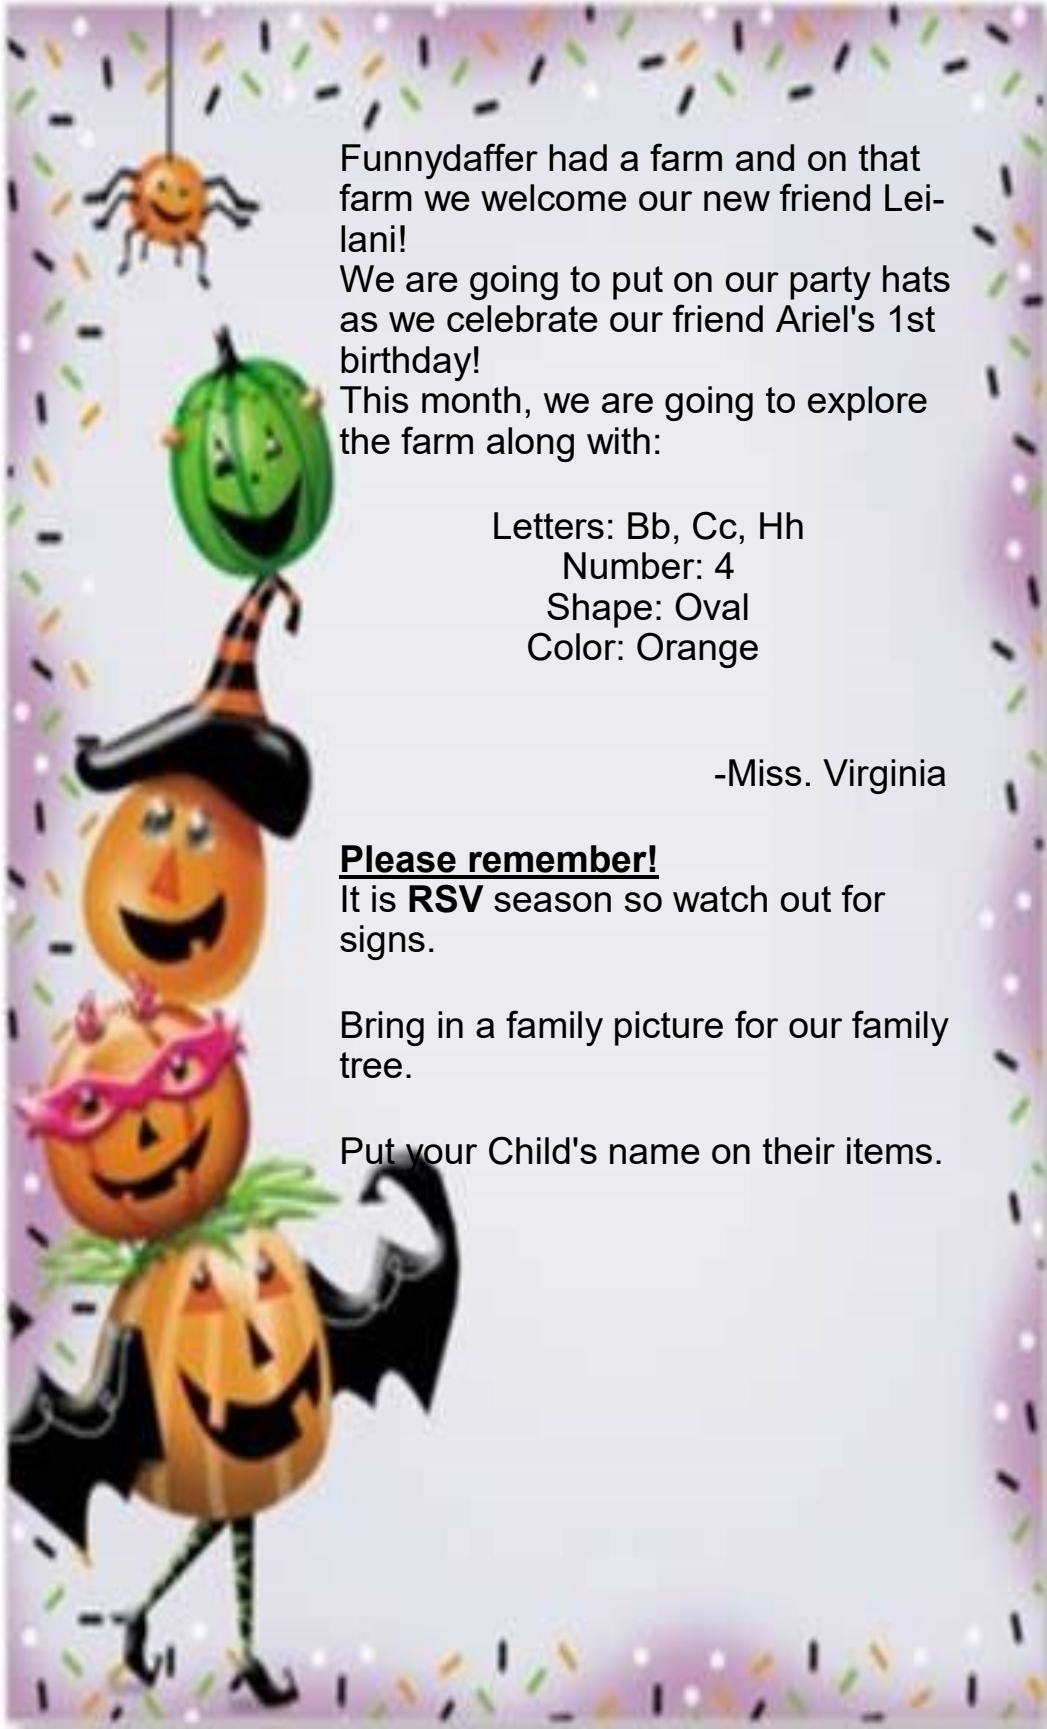 Funnydaffer had a farm and on that
farm we welcome our new friend Lei-
lani!
We are going to put on our party hats
as we celebrate our friend Ariel's 1st
birthday!
This month, we are going to explore
the farm along with:
Letters: Bb, Cc, Hh
Number: 4
Shape: Oval
Color: Orange
-Miss. Virginia
Please remember!
It is RSV season so watch out for
signs.
Bring in a family picture for our family
tree.
Put your Child's name on their items.